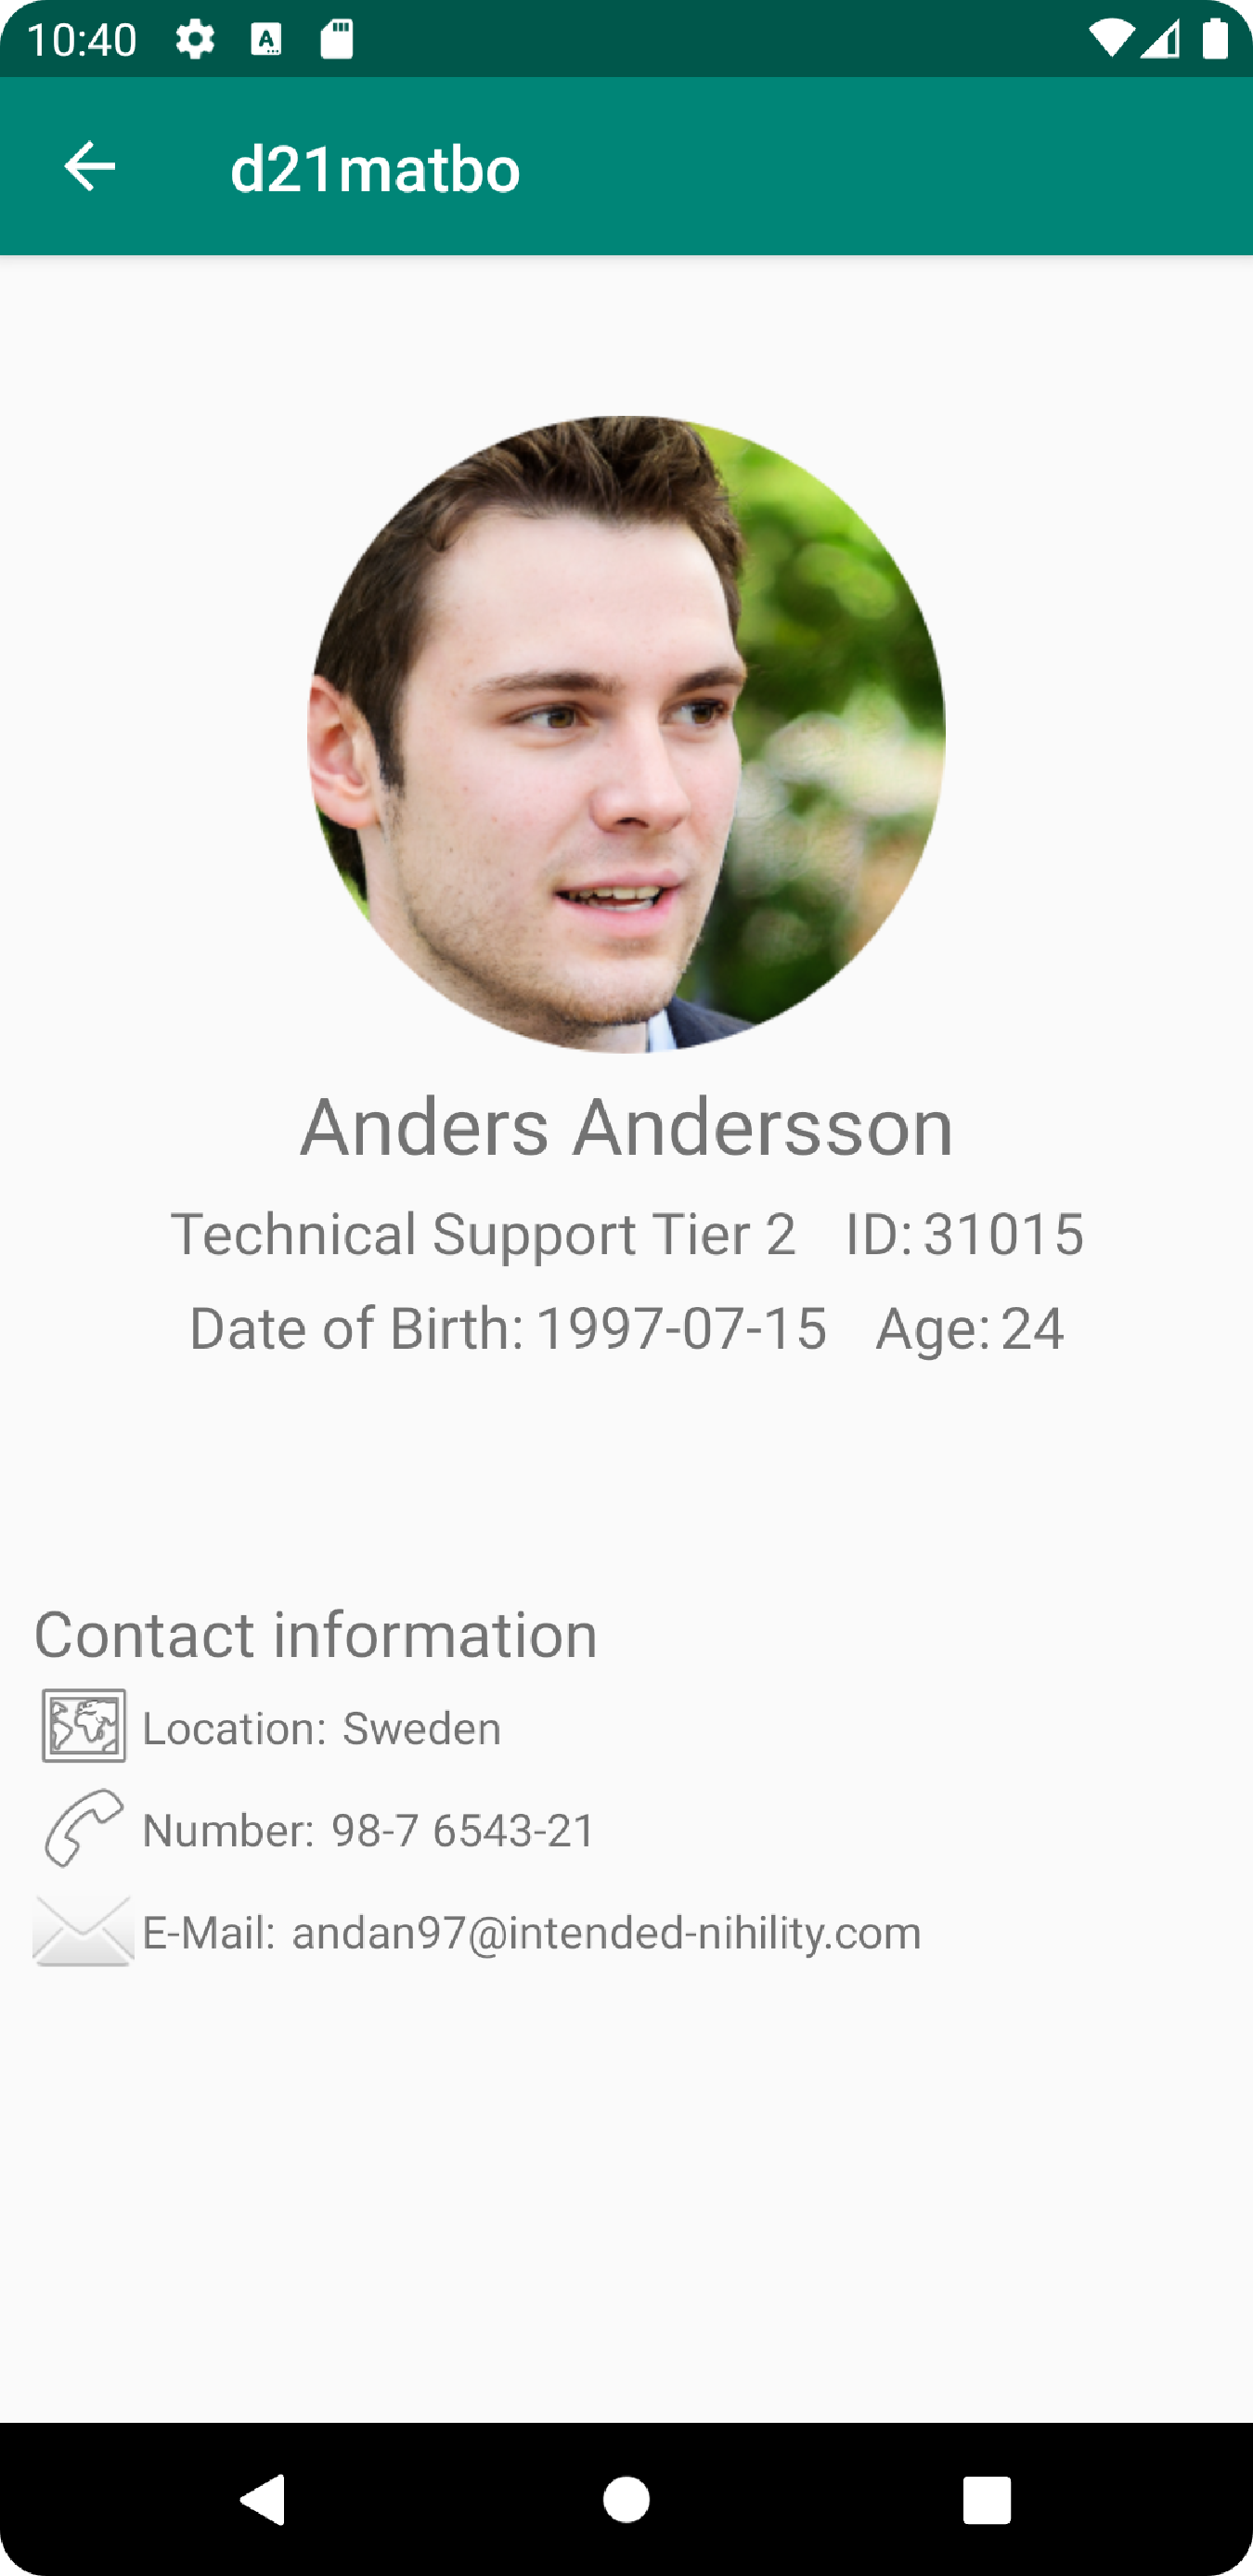 10:40
d21matbo
Anders Andersson
Technical Support Tier 2 ID: 31015
Date of Birth: 1997-07-15 Age: 24
Contact information
Location: Sweden
Number: 98-7 6543-21
E-Mail: andan97@intended-nihility.com